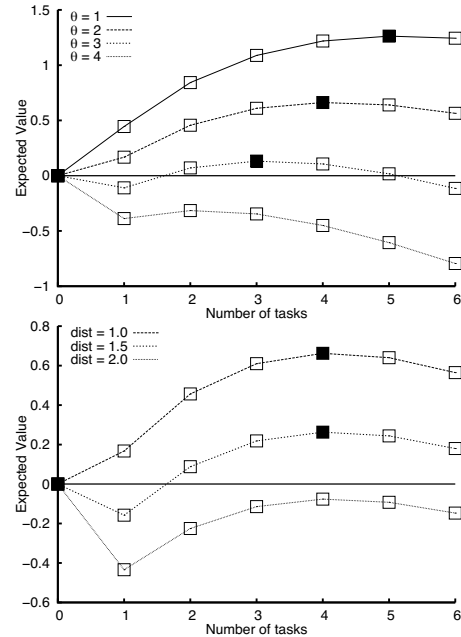 1.5
1
0.5
0
−0.5
−1
Expected Value
θ = 1
θ = 2
θ = 3
θ = 4
0 1 2 3 4 5 6
Number of tasks
0.8
0.6
0.4
0.2
0
−0.2
−0.4
−0.6
Expected Value
dist = 1.0
dist = 1.5
dist = 2.0
0 1 2 3 4 5 6
Number of tasks